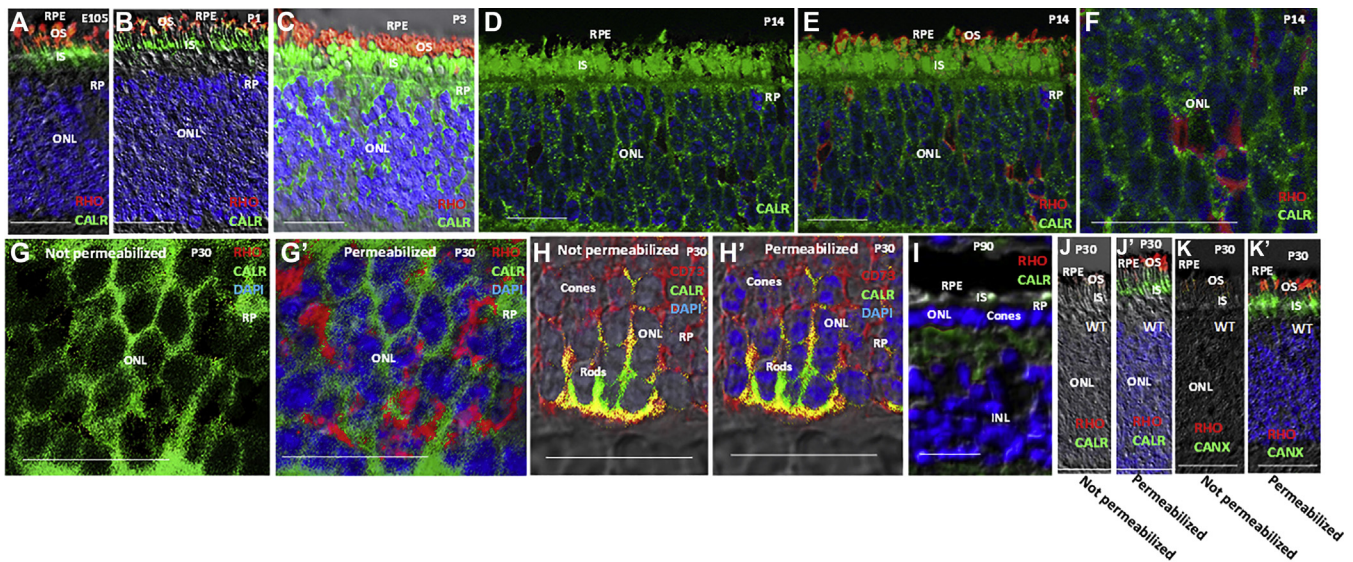 A RPE E105
OS
IS
RP
ONL
RHO
CALR
B OS RPE P1
IS
RP
ONL
RHO
CALR
C P3
RPE
OS
IS
RP
ONL
RHO
CALR
D P14
RPE
IS
RP
ONL
CALR
E P14
RPE OS
IS
RP
ONL
RHO
CALR
F P14
ONL RP
RHO
CALR
G Not permeabilized P30 RHO
CALR
DAPI
RP
ONL
G' Permeabilized P30 RHO
CALR
DAPI
RP
ONL
H Not permeabilized P30
CD73
Cones CALR
DAPI
ONL RP
Rods
H' Permeabilized P30
CD73
Cones CALR
DAPI
ONL RP
Rods
I P90 RHO
CALR
RPE IS RP
ONL Cones
INL
J P30
RPE OS
IS
WT
ONL
RHO
CALR
Not permeabilized
J' P30
RPE OS
IS
WT
ONL
RHO
CALR
Permeabilized
K P30
RPE
OS
IS
WT
ONL
RHO
CANX
Not permeabilized
K' P30
RPE OS
IS
WT
ONL
RHO
CANX
Permeabilized